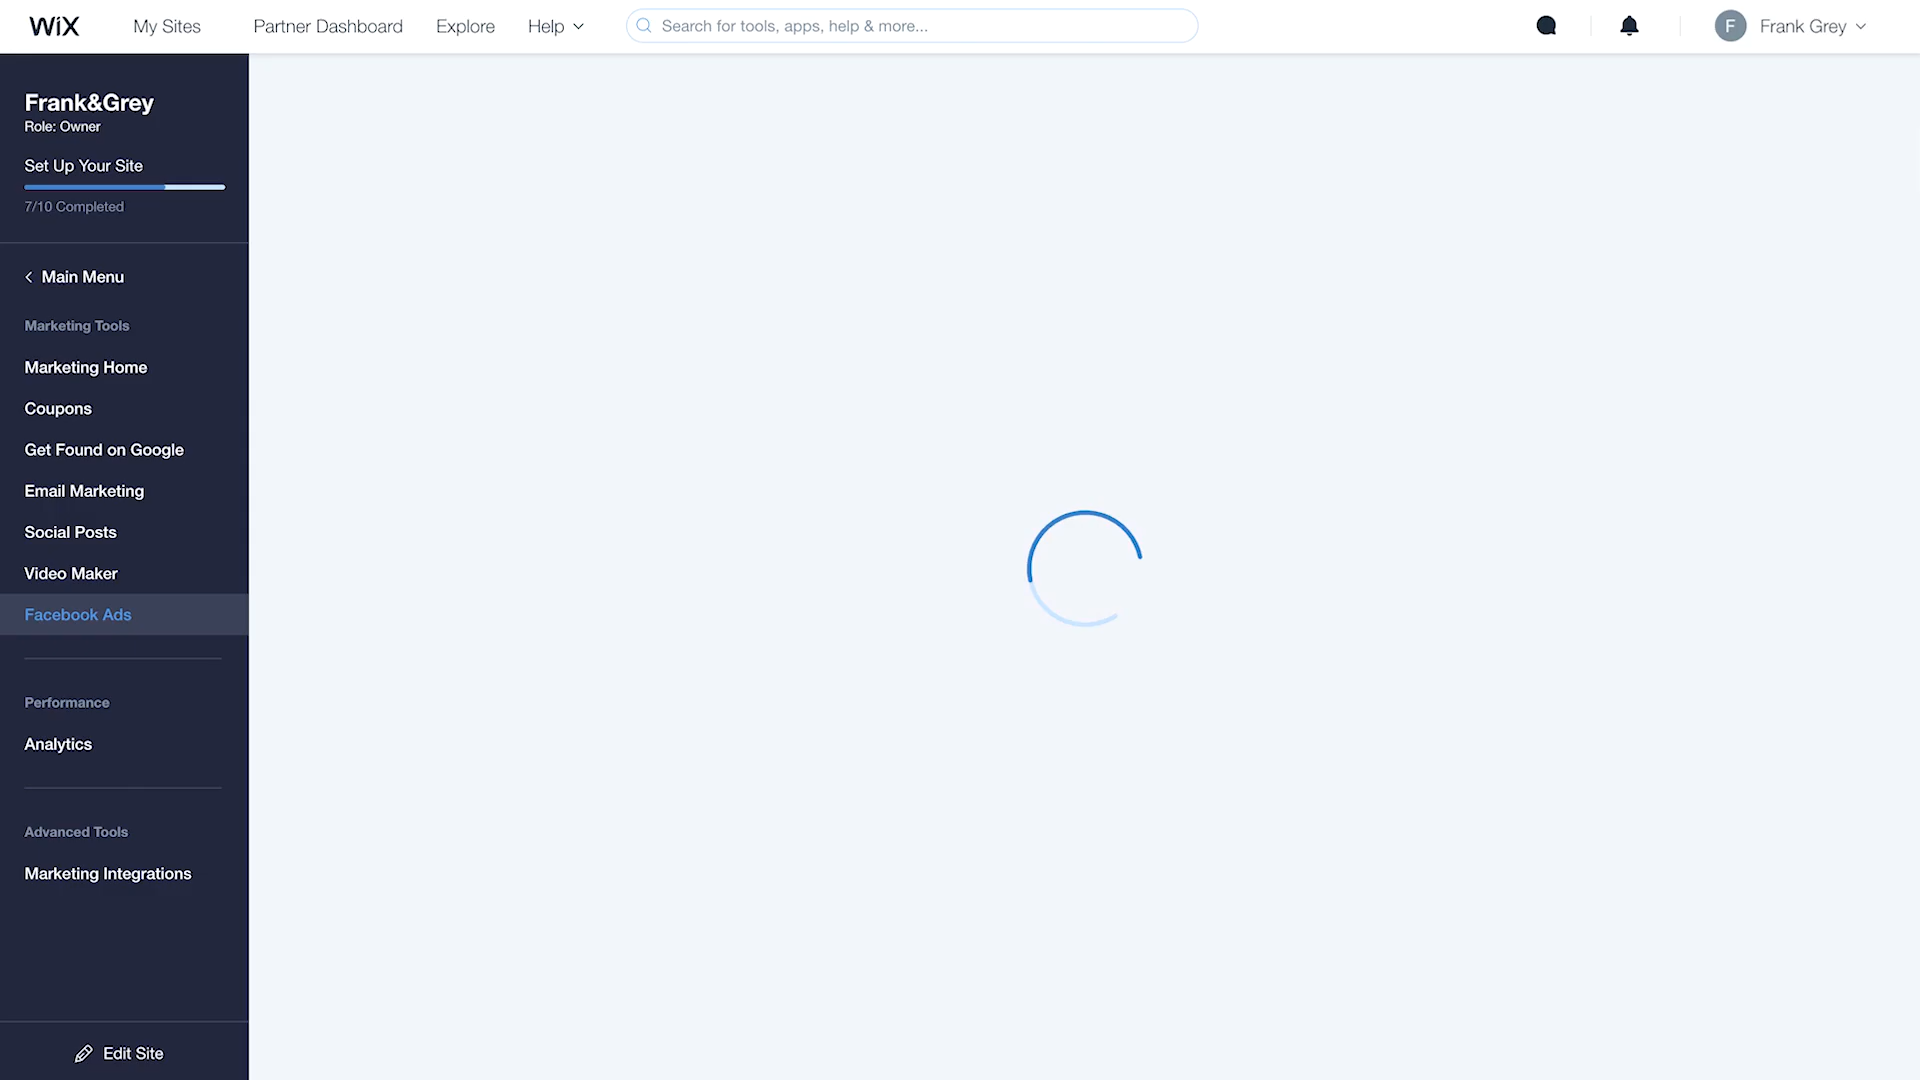 WiX
My Sites
Partner Dashboard
Explore
Help
Search for tools, apps, help & more...
F
Frank Grey
Frank&Grey
Role: Owner
Set Up Your Site
7/10 Completed
Main Menu
Marketing Tools
Marketing Home
Coupons
Get Found on Google
Email Marketing
Social Posts
Video Maker
Facebook Ads
Performance
Analytics
Advanced Tools
Marketing Integrations
Edit Site